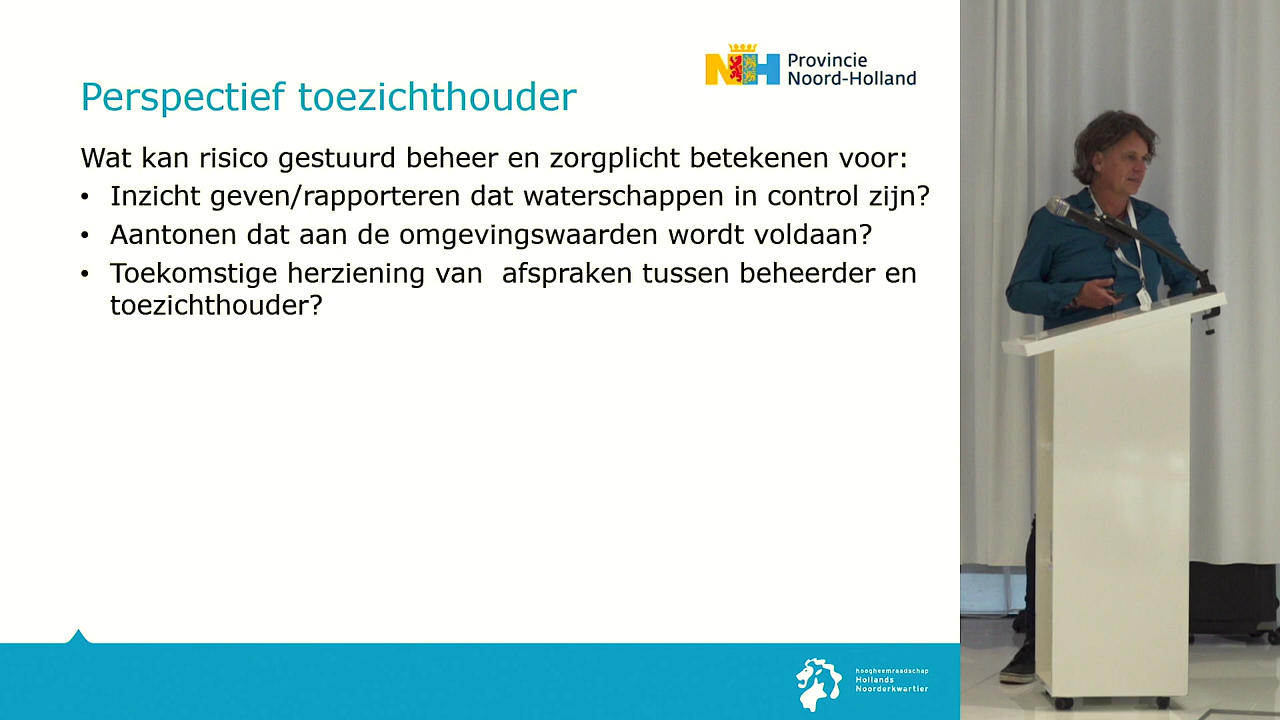 Provincie
Noord-Holland
Perspectief toezichthouder
Wat kan risico gestuurd beheer en zorgplicht betekenen voor:
• Inzicht geven/rapporteren dat waterschappen in control zijn?
• Aantonen dat aan de omgevingswaarden wordt voldaan?
• Toekomstige herziening van  afspraken tussen beheerder en
toezichthouder?
hoogheemraadschap
Hollands
Noorderkwartier